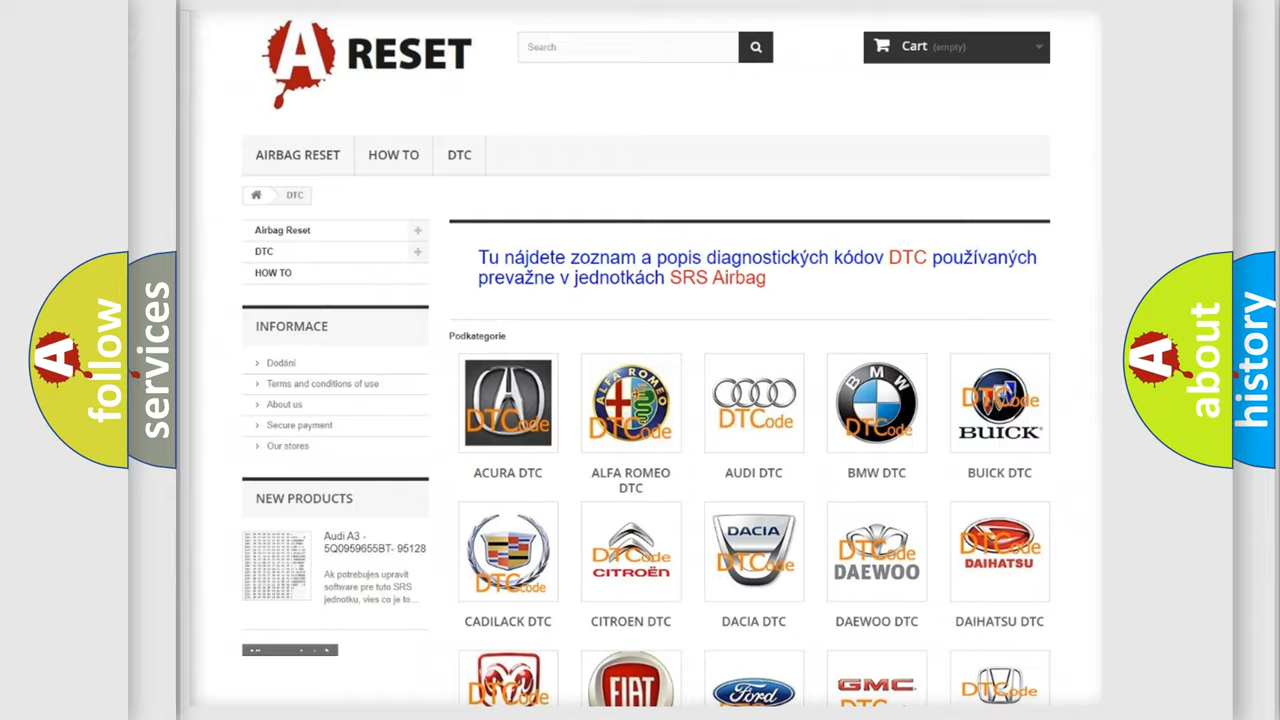 A RESET
Search
Cart (empty)
AIRBAG RESET
HOW TO
DTC
DTC
Airbag Reset
DTC
HOW TO
Tu nájdete zoznam a popis diagnostických kódov DTC používaných
prevažne v jednotkách SRS Airbag
INFORMACE
Dodání
Terms and conditions of use
About us
Secure payment
Our stores
NEW PRODUCTS
Audi A3 -
5Q0959655BT- 95128
Ak potrebujes upravit
software pre tuto SRS
jednotku, vies co je to...
Podkategorie
DTCode
ALFA ROMEO
DTCode
DTCode
BMW
DTCode
DTCode
BUICK
ACURA DTC
ALFA ROMEO
DTC
AUDI DTC
BMW DTC
BUICK DTC
DTCode
DTCode
CITROËN
DACIA
DTCode
DTCode
DAEWOO
DTCode
DAIHATSU
CADILACK DTC
CITROEN DTC
DACIA DTC
DAEWOO DTC
DAIHATSU DTC
DTCode
FIAT
Ford
GMC
DTCode
A follow
services
A about
history